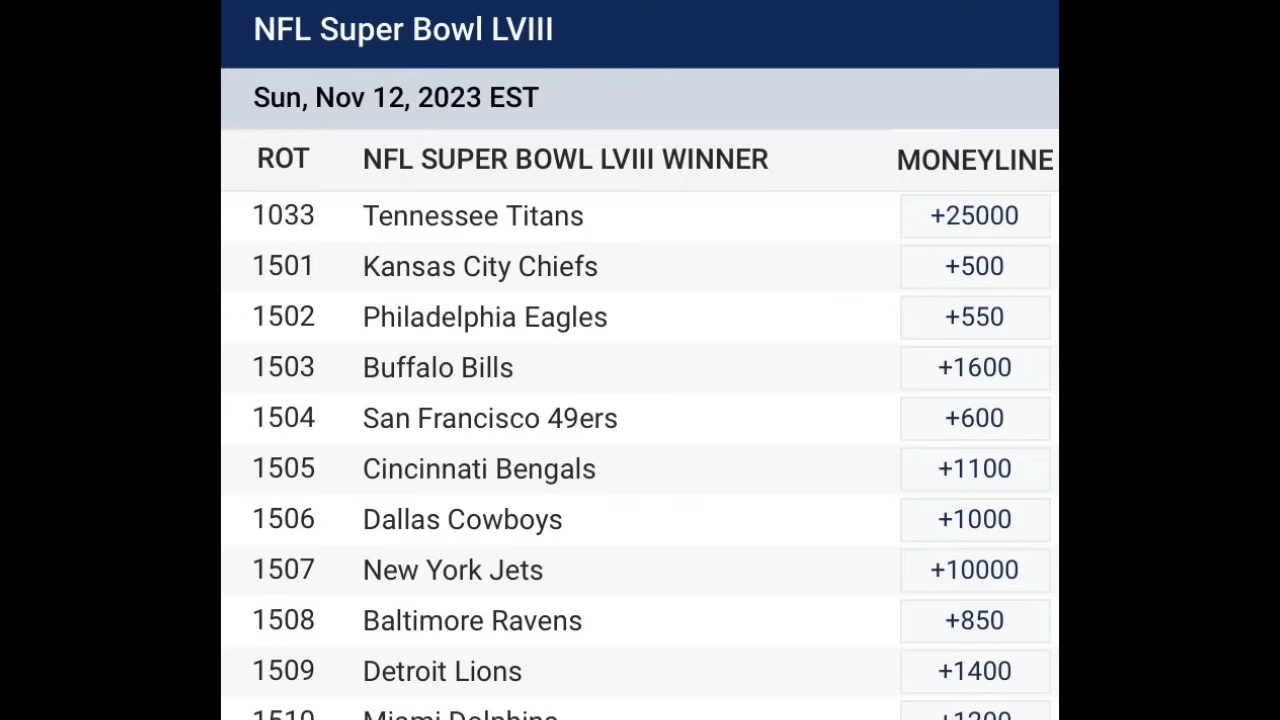 NFL Super Bowl LVIII
Sun, Nov 12, 2023 EST
ROT NFL SUPER BOWL LVIII WINNER MONEYLINE
1033 Tennessee Titans +25000
1501 Kansas City Chiefs +500
1502 Philadelphia Eagles +550
1503 Buffalo Bills +1600
1504 San Francisco 49ers +600
1505 Cincinnati Bengals +1100
1506 Dallas Cowboys +1000
1507 New York Jets +10000
1508 Baltimore Ravens +850
1509 Detroit Lions +1400
1510 Miami Dolphins